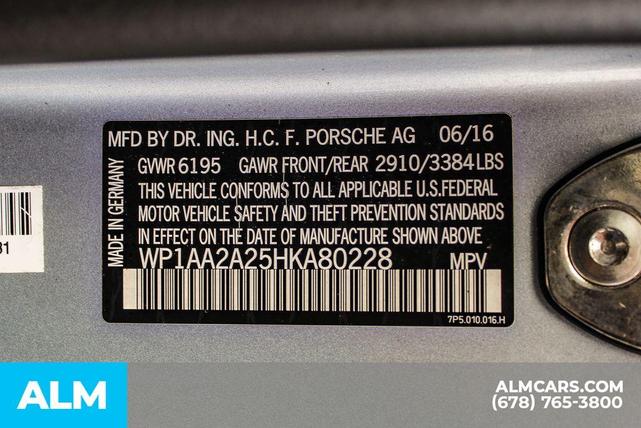 MFD BY DR. ING. H.C. F. PORSCHE AG 06/16
GVWR 6195 GAWR FRONT/REAR 2910/3384 LBS
THIS VEHICLE CONFORMS TO ALL APPLICABLE U.S.FEDERAL
MOTOR VEHICLE SAFETY AND THEFT PREVENTION STANDARDS
IN EFFECT ON THE DATE OF MANUFACTURE SHOWN ABOVE
WP1AA2A25HKA80228 MPV
7P5.010.016.H
MADE IN GERMANY
31
ALM
ALMCARS.COM
(678) 765-3800